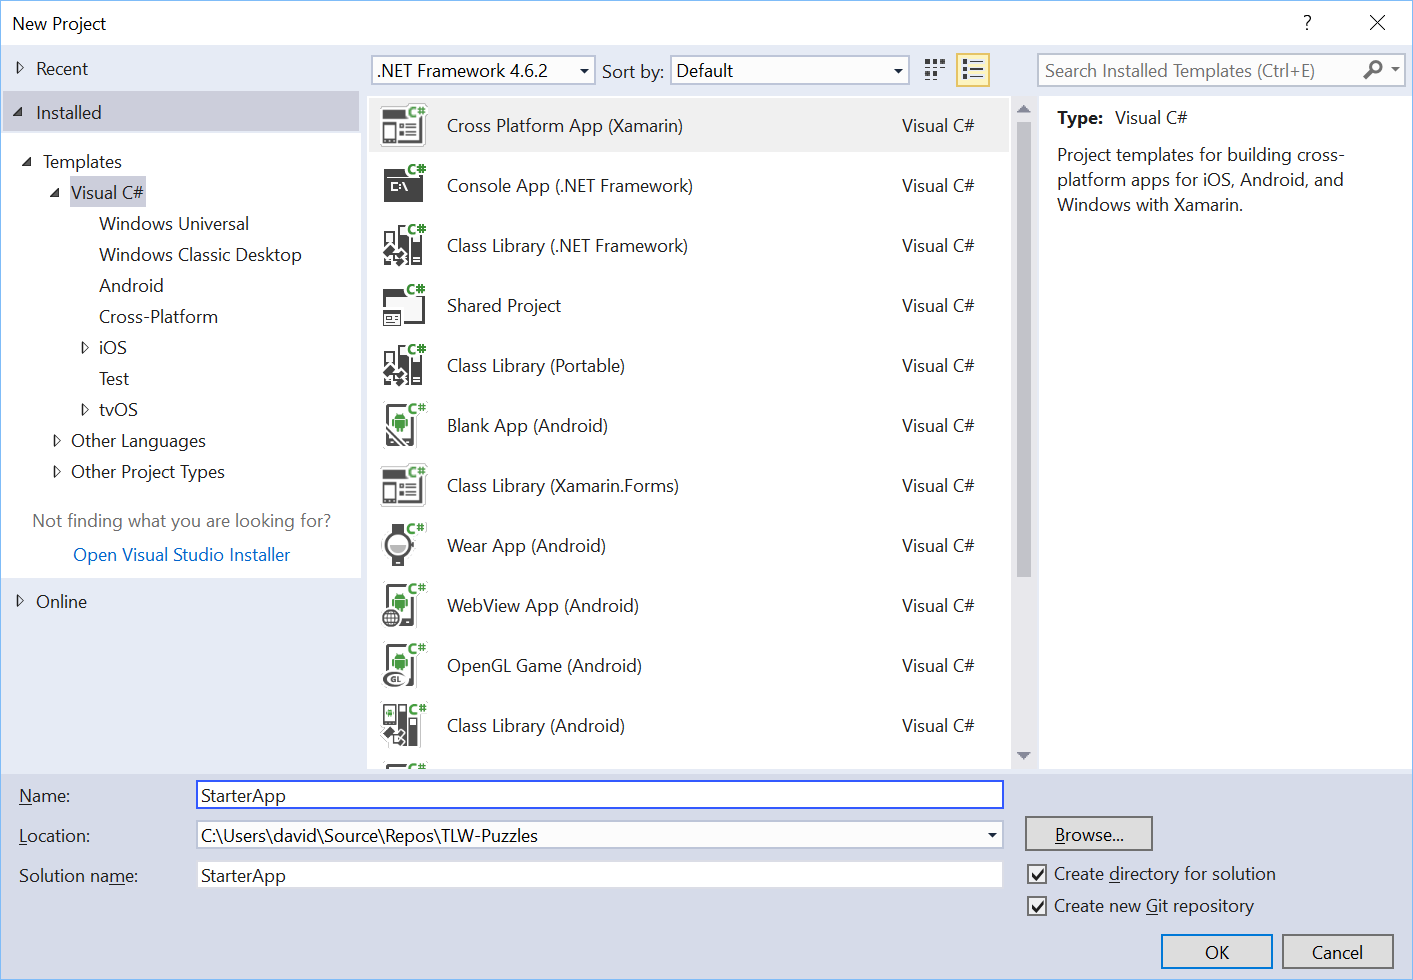 New Project
?
Recent
.NET Framework 4.6.2
Sort by:
Default
Search Installed Templates (Ctrl+E)
Installed
Templates
Visual C#
Windows Universal
Windows Classic Desktop
Android
Cross-Platform
iOS
Test
tvOS
Other Languages
Other Project Types
Not finding what you are looking for?
Open Visual Studio Installer
Online
C# Cross Platform App (Xamarin) Visual C#
C# C:\ Console App (.NET Framework) Visual C#
C# Class Library (.NET Framework) Visual C#
C# Shared Project Visual C#
C# Class Library (Portable) Visual C#
C# Blank App (Android) Visual C#
C# Class Library (Xamarin.Forms) Visual C#
C# Wear App (Android) Visual C#
C# WebView App (Android) Visual C#
C# GL OpenGL Game (Android) Visual C#
C# Class Library (Android) Visual C#
C#
Type: Visual C#
Project templates for building cross-
platform apps for iOS, Android, and
Windows with Xamarin.
Name: StarterApp
Location: C:\Users\david\Source\Repos\TLW-Puzzles
Browse...
Solution name: StarterApp
Create directory for solution
Create new Git repository
OK
Cancel